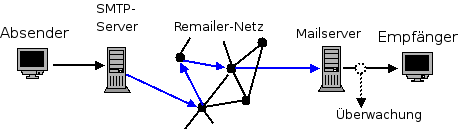 Absender
SMTP-
Server
Remailer-Netz
Mailserver
Empfänger
Überwachung